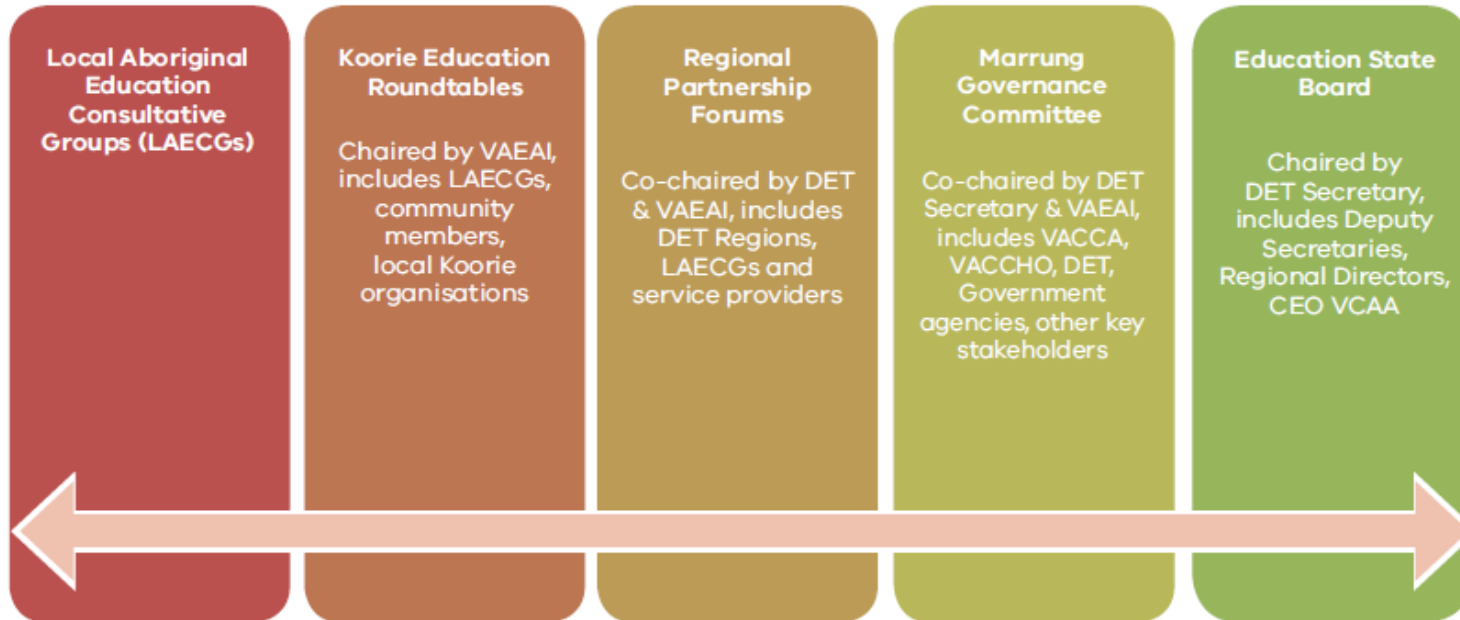 Local Aboriginal
Education
Consultative
Groups (LAECGs)
Koorie Education
Roundtables
Chaired by VAEAI,
includes LAECGs,
community
members,
local Koorie
organisations
Regional
Partnership
Forums
Co-chaired by DET
& VAEAI, includes
DET Regions,
LAECGs and
service providers
Marrung
Governance
Committee
Co-chaired by DET
Secretary & VAEAI,
includes VACCA,
VACCHO, DET,
Government
agencies, other key
stakeholders
Education State
Board
Chaired by
DET Secretary,
includes Deputy
Secretaries,
Regional Directors,
CEO VCAA